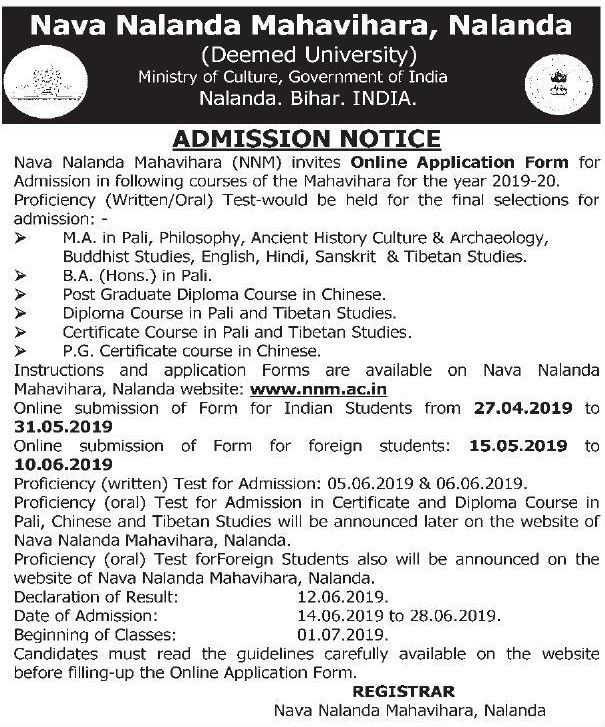 Nava Nalanda Mahavihara, Nalanda
(Deemed University)
Ministry of Culture, Government of India
Nalanda. Bihar. INDIA.
ADMISSION NOTICE
Nava Nalanda Mahavihara (NNM) invites Online Application Form for
Admission in following courses of the Mahavihara for the year 2019-20.
Proficiency (Written/Oral) Test-would be held for the final selections for
admission: -
➢ M.A. in Pali, Philosophy, Ancient History Culture & Archaeology,
Buddhist Studies, English, Hindi, Sanskrit & Tibetan Studies.
➢ B.A. (Hons.) in Pali.
➢ Post Graduate Diploma Course in Chinese.
➢ Diploma Course in Pali and Tibetan Studies.
➢ Certificate Course in Pali and Tibetan Studies.
➢ P.G. Certificate course in Chinese.
Instructions and application Forms are available on Nava Nalanda
Mahavihara, Nalanda website: www.nnm.ac.in
Online submission of Form for Indian Students from 27.04.2019 to
31.05.2019
Online submission of Form for foreign students: 15.05.2019 to
10.06.2019
Proficiency (written) Test for Admission: 05.06.2019 & 06.06.2019.
Proficiency (oral) Test for Admission in Certificate and Diploma Course in
Pali, Chinese and Tibetan Studies will be announced later on the website of
Nava Nalanda Mahavihara, Nalanda.
Proficiency (oral) Test forForeign Students also will be announced on the
website of Nava Nalanda Mahavihara, Nalanda.
Declaration of Result: 12.06.2019.
Date of Admission: 14.06.2019 to 28.06.2019.
Beginning of Classes: 01.07.2019.
Candidates must read the guidelines carefully available on the website
before filling-up the Online Application Form.
REGISTRAR
Nava Nalanda Mahavihara, Nalanda